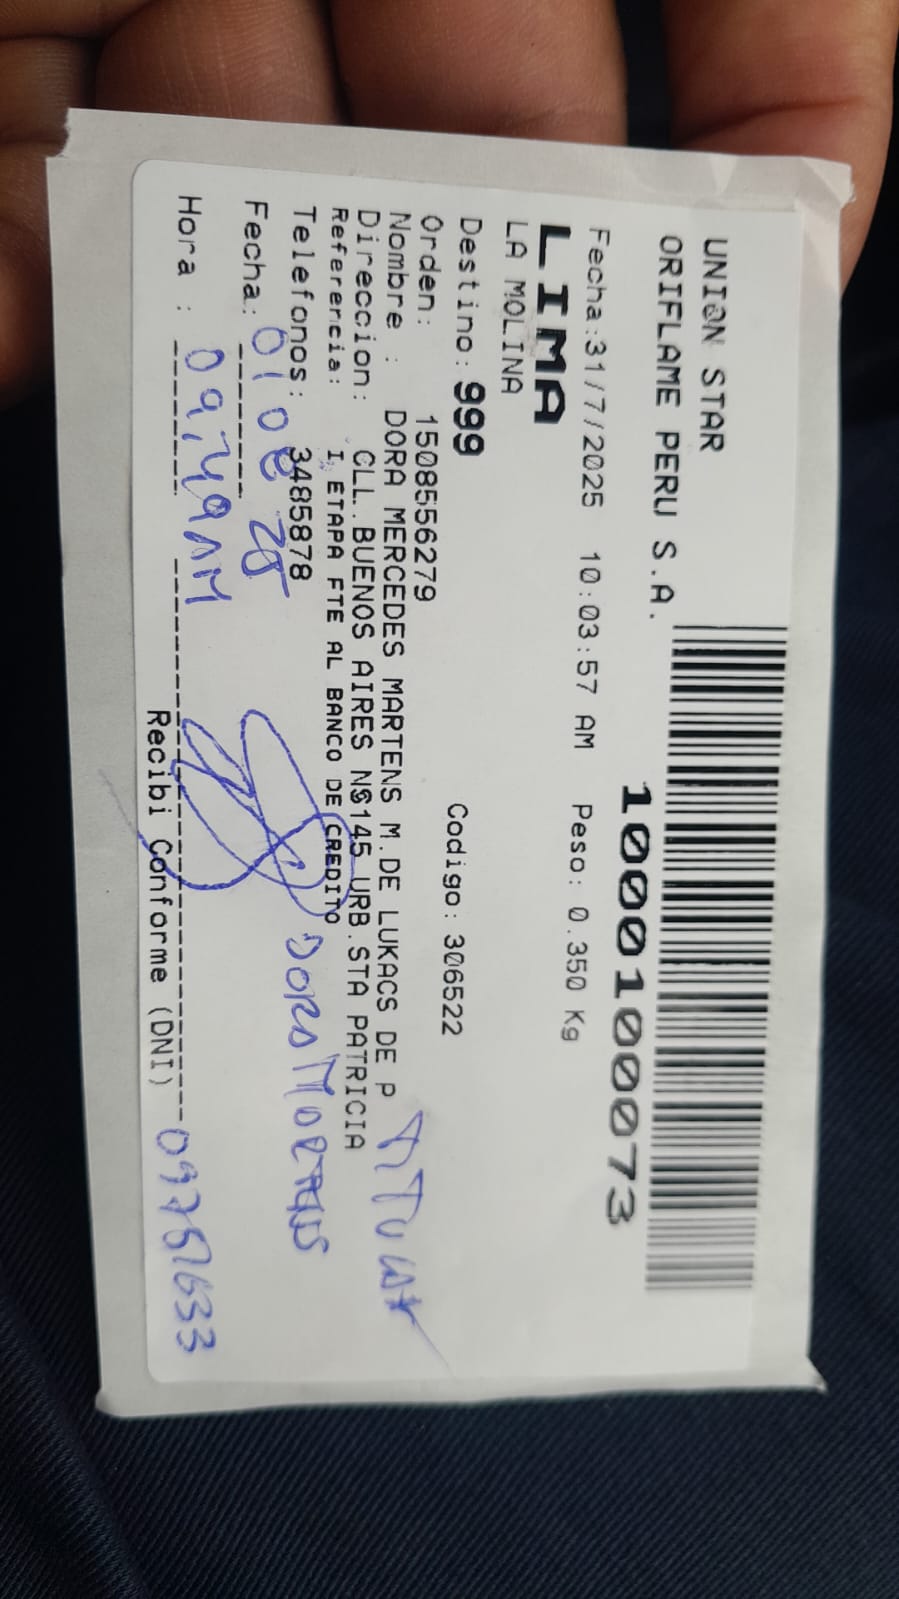 UNION STAR
ORIFLAME PERU S.A.
1000100073
Fecha:31/7/2025 10:03:57 AM Peso: 0.350 Kg
LIMA
LA MOLINA
Destino: 999
Codigo: 306522
Orden: 1508556279
Nombre : DORA MERCEDES MARTENS M.DE LUKACS DE P
TITULAR
Direccion: CLL.BUENOS AIRES N§145 URB.STA PATRICIA
Referencia: I ETAPA FTE AL BANCO DE CREDITO
Telefonos: 3485878
Fecha: 01 08 25
DORA MARTENS
Hora : 09:49AM
Recibi Conforme (DNI)